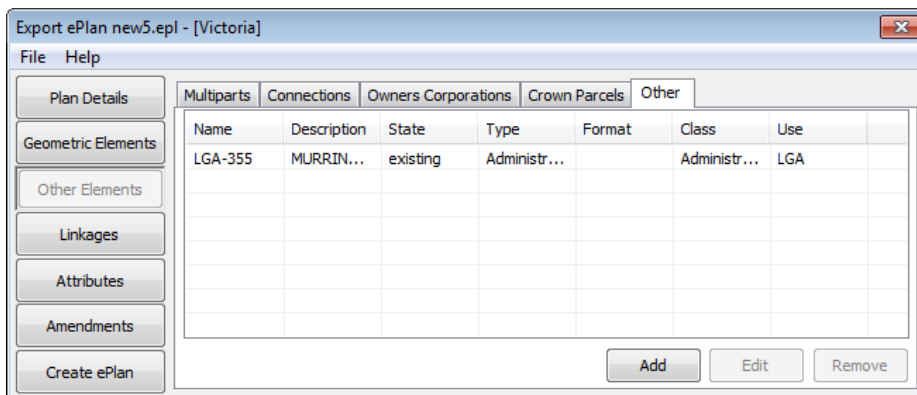 Export ePlan new5.epl - [Victoria]
File Help
Plan Details
Geometric Elements
Other Elements
Linkages
Attributes
Amendments
Create ePlan
Multiparts Connections Owners Corporations Crown Parcels Other
Name Description State Type Format Class Use
LGA-355 MURRIN... existing Administr... Administr... LGA
Add Edit Remove